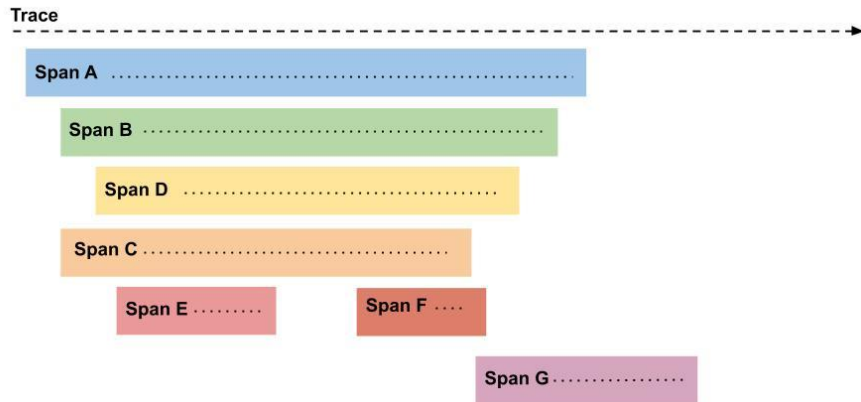 Trace
Span A
Span B
Span D
Span C
Span E
Span F
Span G